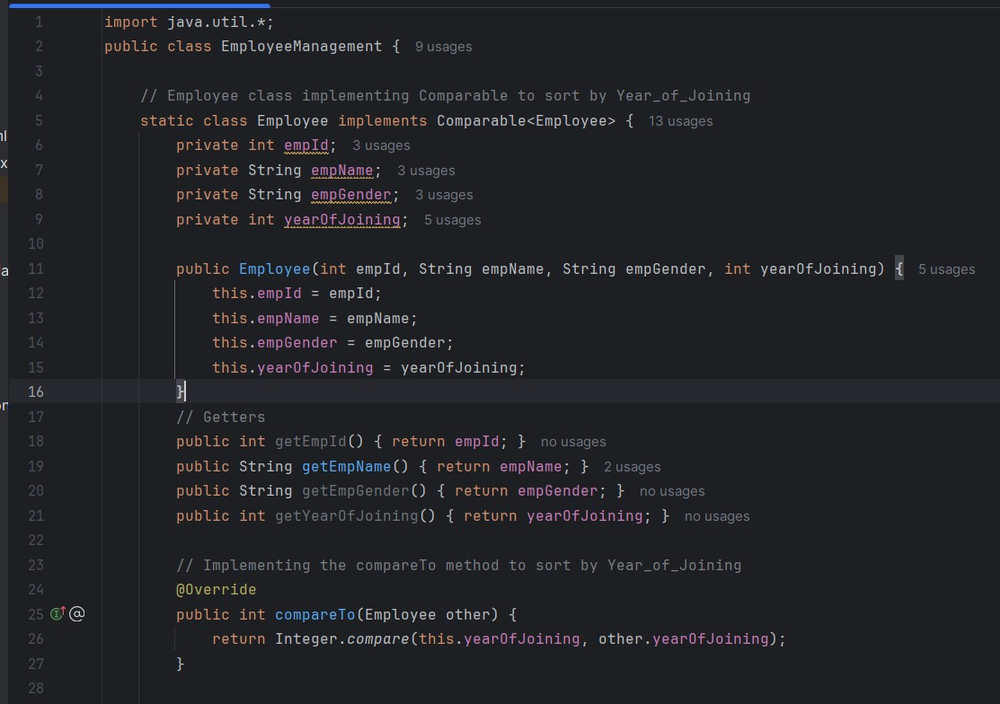 1 import java.util.*;
2 public class EmployeeManagement { 9 usages
3
4 // Employee class implementing Comparable to sort by Year_of_Joining
5 static class Employee implements Comparable<Employee> { 13 usages
6 private int empId; 3 usages
7 private String empName; 3 usages
8 private String empGender; 3 usages
9 private int yearOfJoining; 5 usages
10
11 public Employee(int empId, String empName, String empGender, int yearOfJoining) { 5 usages
12 this.empId = empId;
13 this.empName = empName;
14 this.empGender = empGender;
15 this.yearOfJoining = yearOfJoining;
16 }
17 // Getters
18 public int getEmpId() { return empId; } no usages
19 public String getEmpName() { return empName; } 2 usages
20 public String getEmpGender() { return empGender; } no usages
21 public int getYearOfJoining() { return yearOfJoining; } no usages
22
23 // Implementing the compareTo method to sort by Year_of_Joining
24 @Override
25 public int compareTo(Employee other) {
26 return Integer.compare(this.yearOfJoining, other.yearOfJoining);
27 }
28